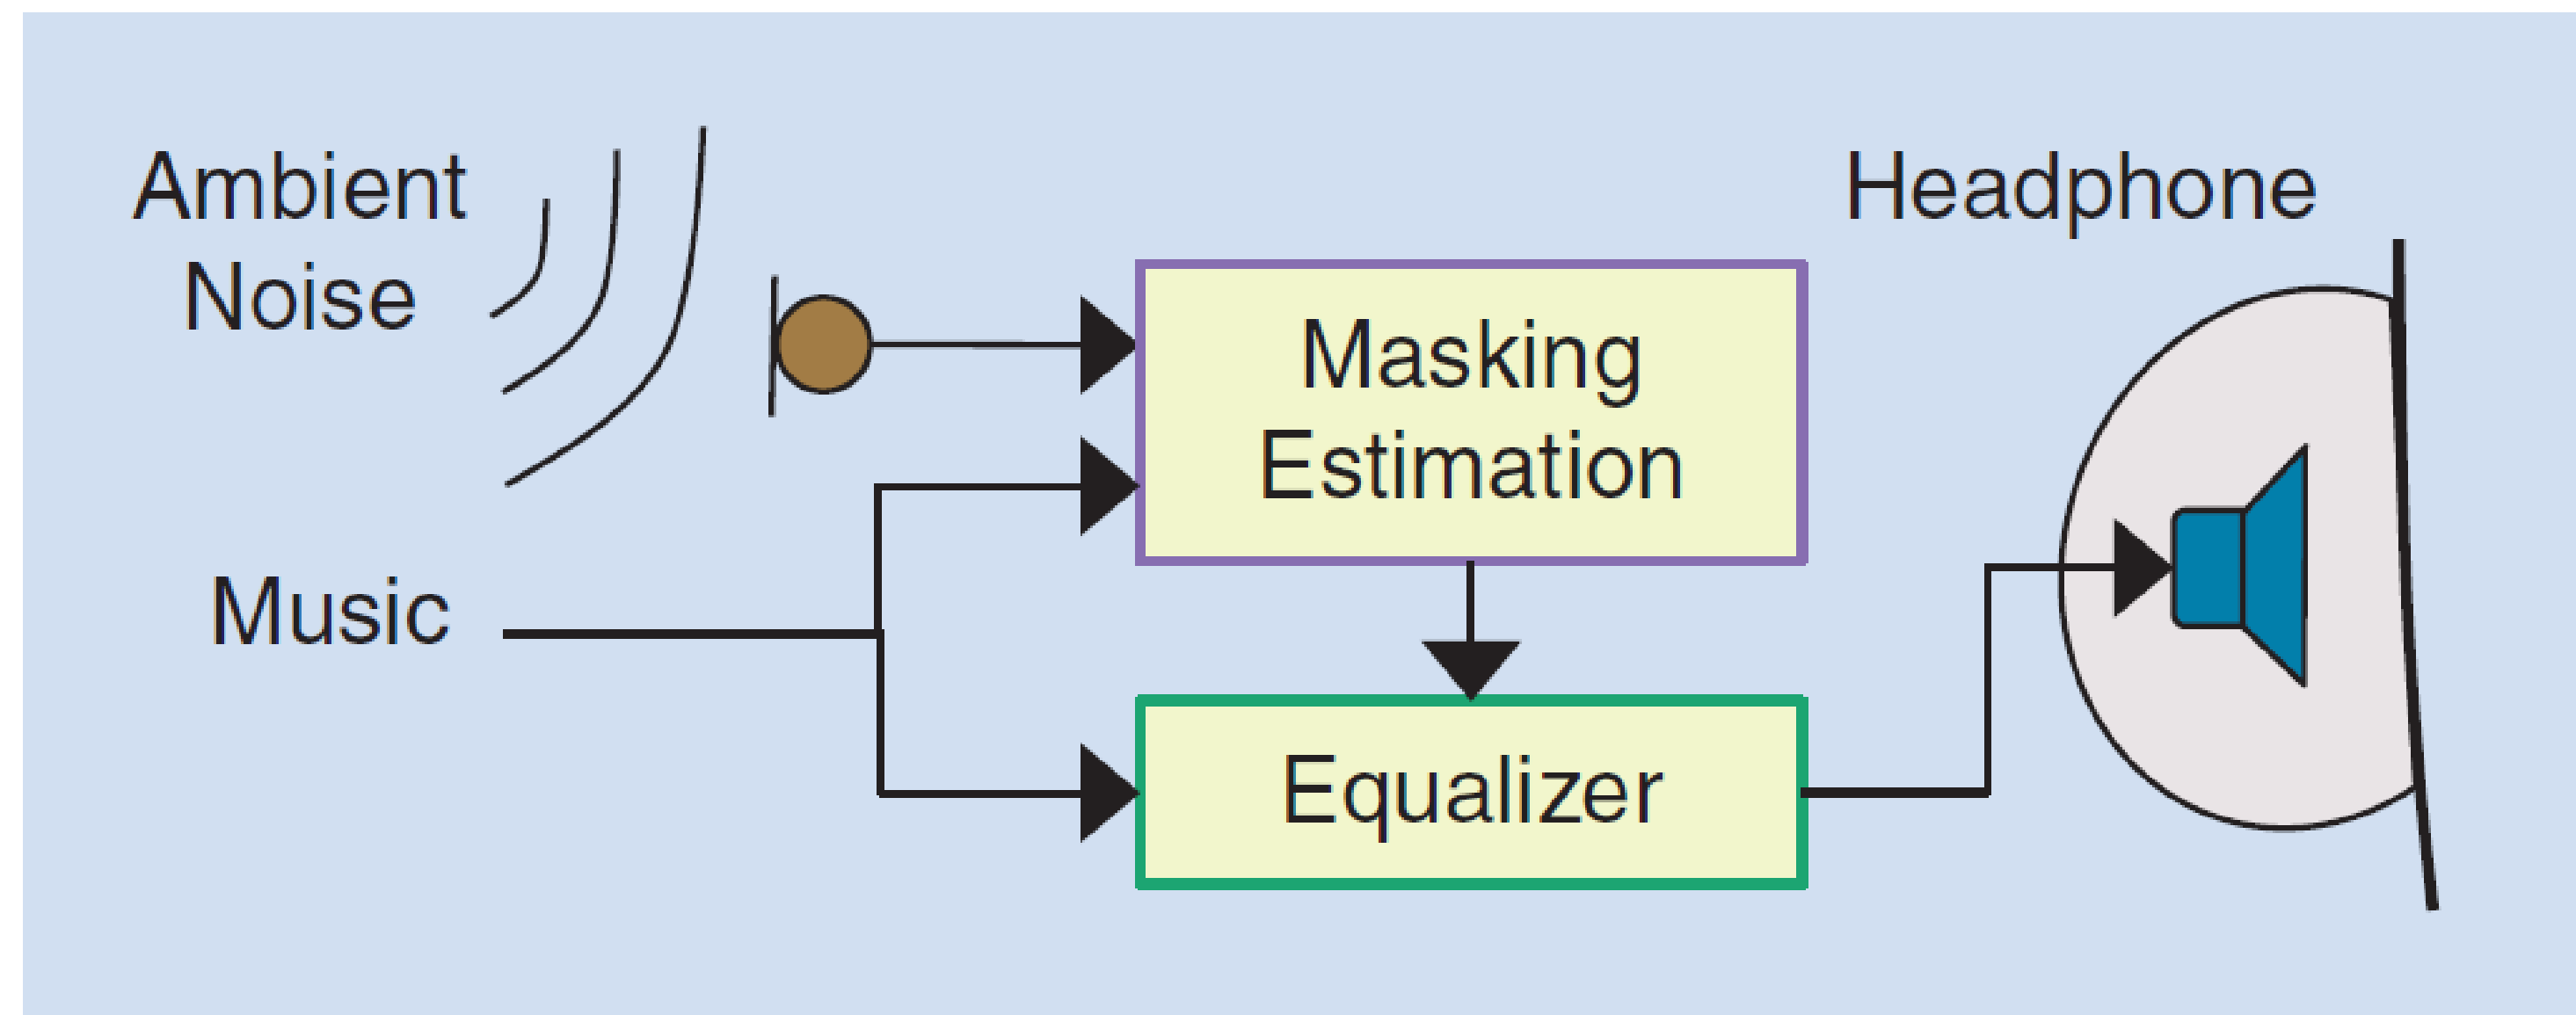 Ambient
Noise
Headphone
Masking
Estimation
Music
Equalizer